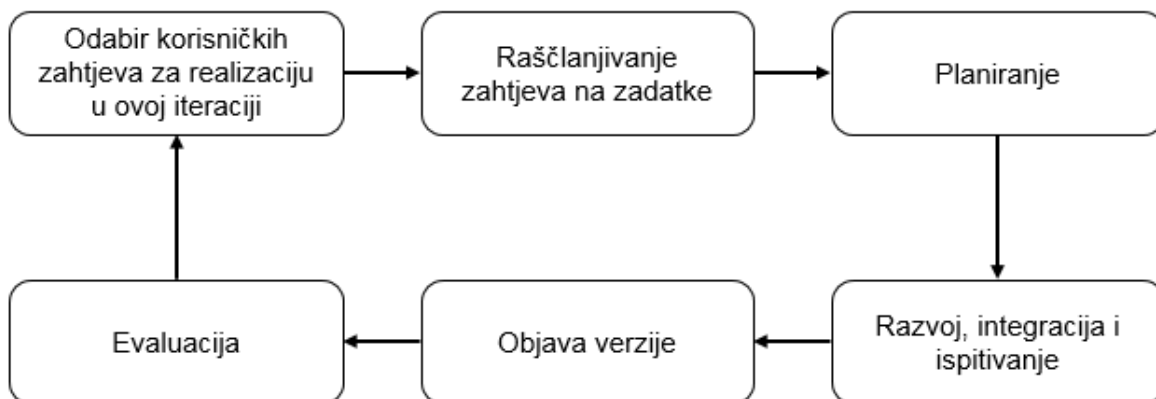 Odabir korisničkih
zahtjeva za realizaciju
u ovoj iteraciji
Raščlanjivanje
zahtjeva na zadatke
Planiranje
Evaluacija
Objava verzije
Razvoj, integracija i
ispitivanje